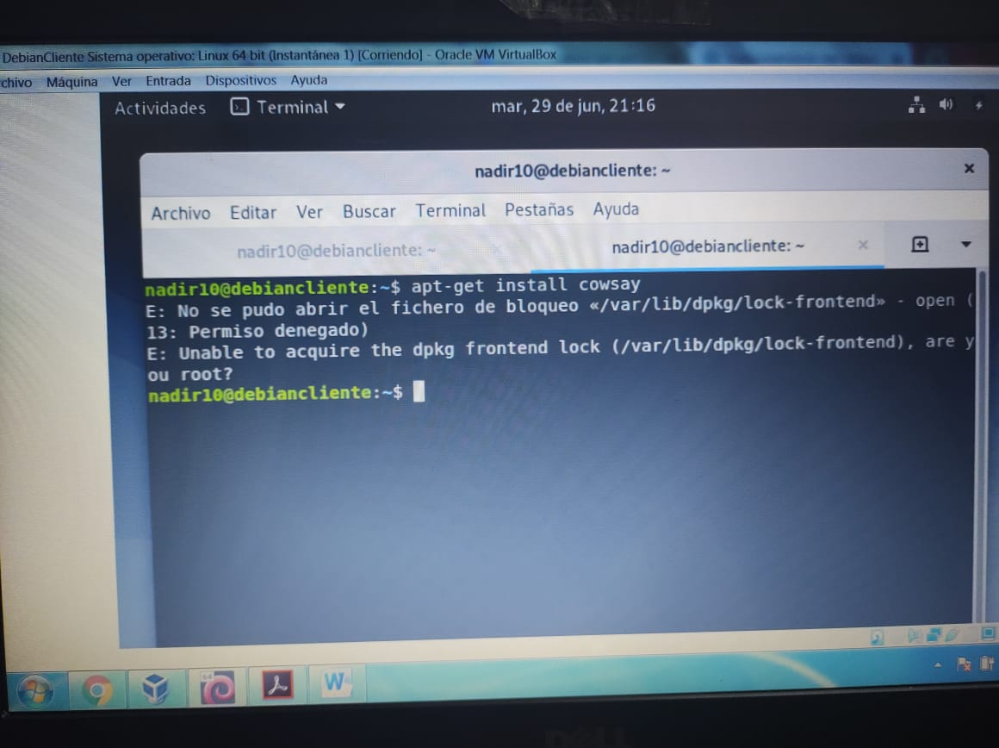 DebianCliente Sistema operativo: Linux 64 bit (Instantánea 1) [Corriendo] - Oracle VM VirtualBox
chivo Máquina Ver Entrada Dispositivos Ayuda
Actividades Terminal mar, 29 de jun, 21:16
nadir10@debiancliente: ~
Archivo Editar Ver Buscar Terminal Pestañas Ayuda
nadir10@debiancliente: ~ nadir10@debiancliente: ~
nadir10@debiancliente:~$ apt-get install cowsay
E: No se pudo abrir el fichero de bloqueo «/var/lib/dpkg/lock-frontend» - open (
13: Permiso denegado)
E: Unable to acquire the dpkg frontend lock (/var/lib/dpkg/lock-frontend), are y
ou root?
nadir10@debiancliente:~$
64
W
DELL